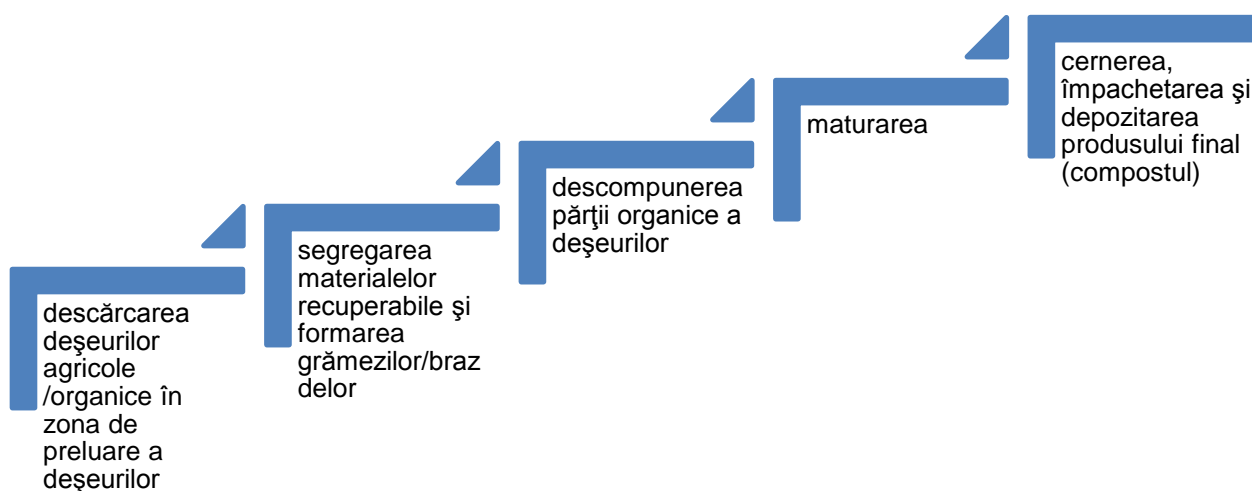 descărcarea
deşeurilor
agricole
/organice în
zona de
preluare a
deşeurilor
segregarea
materialelor
recuperabile şi
formarea
grămezilor/braz
delor
descompunerea
părţii organice a
deşeurilor
maturarea
cernerea,
împachetarea şi
depozitarea
produsului final
(compostul)